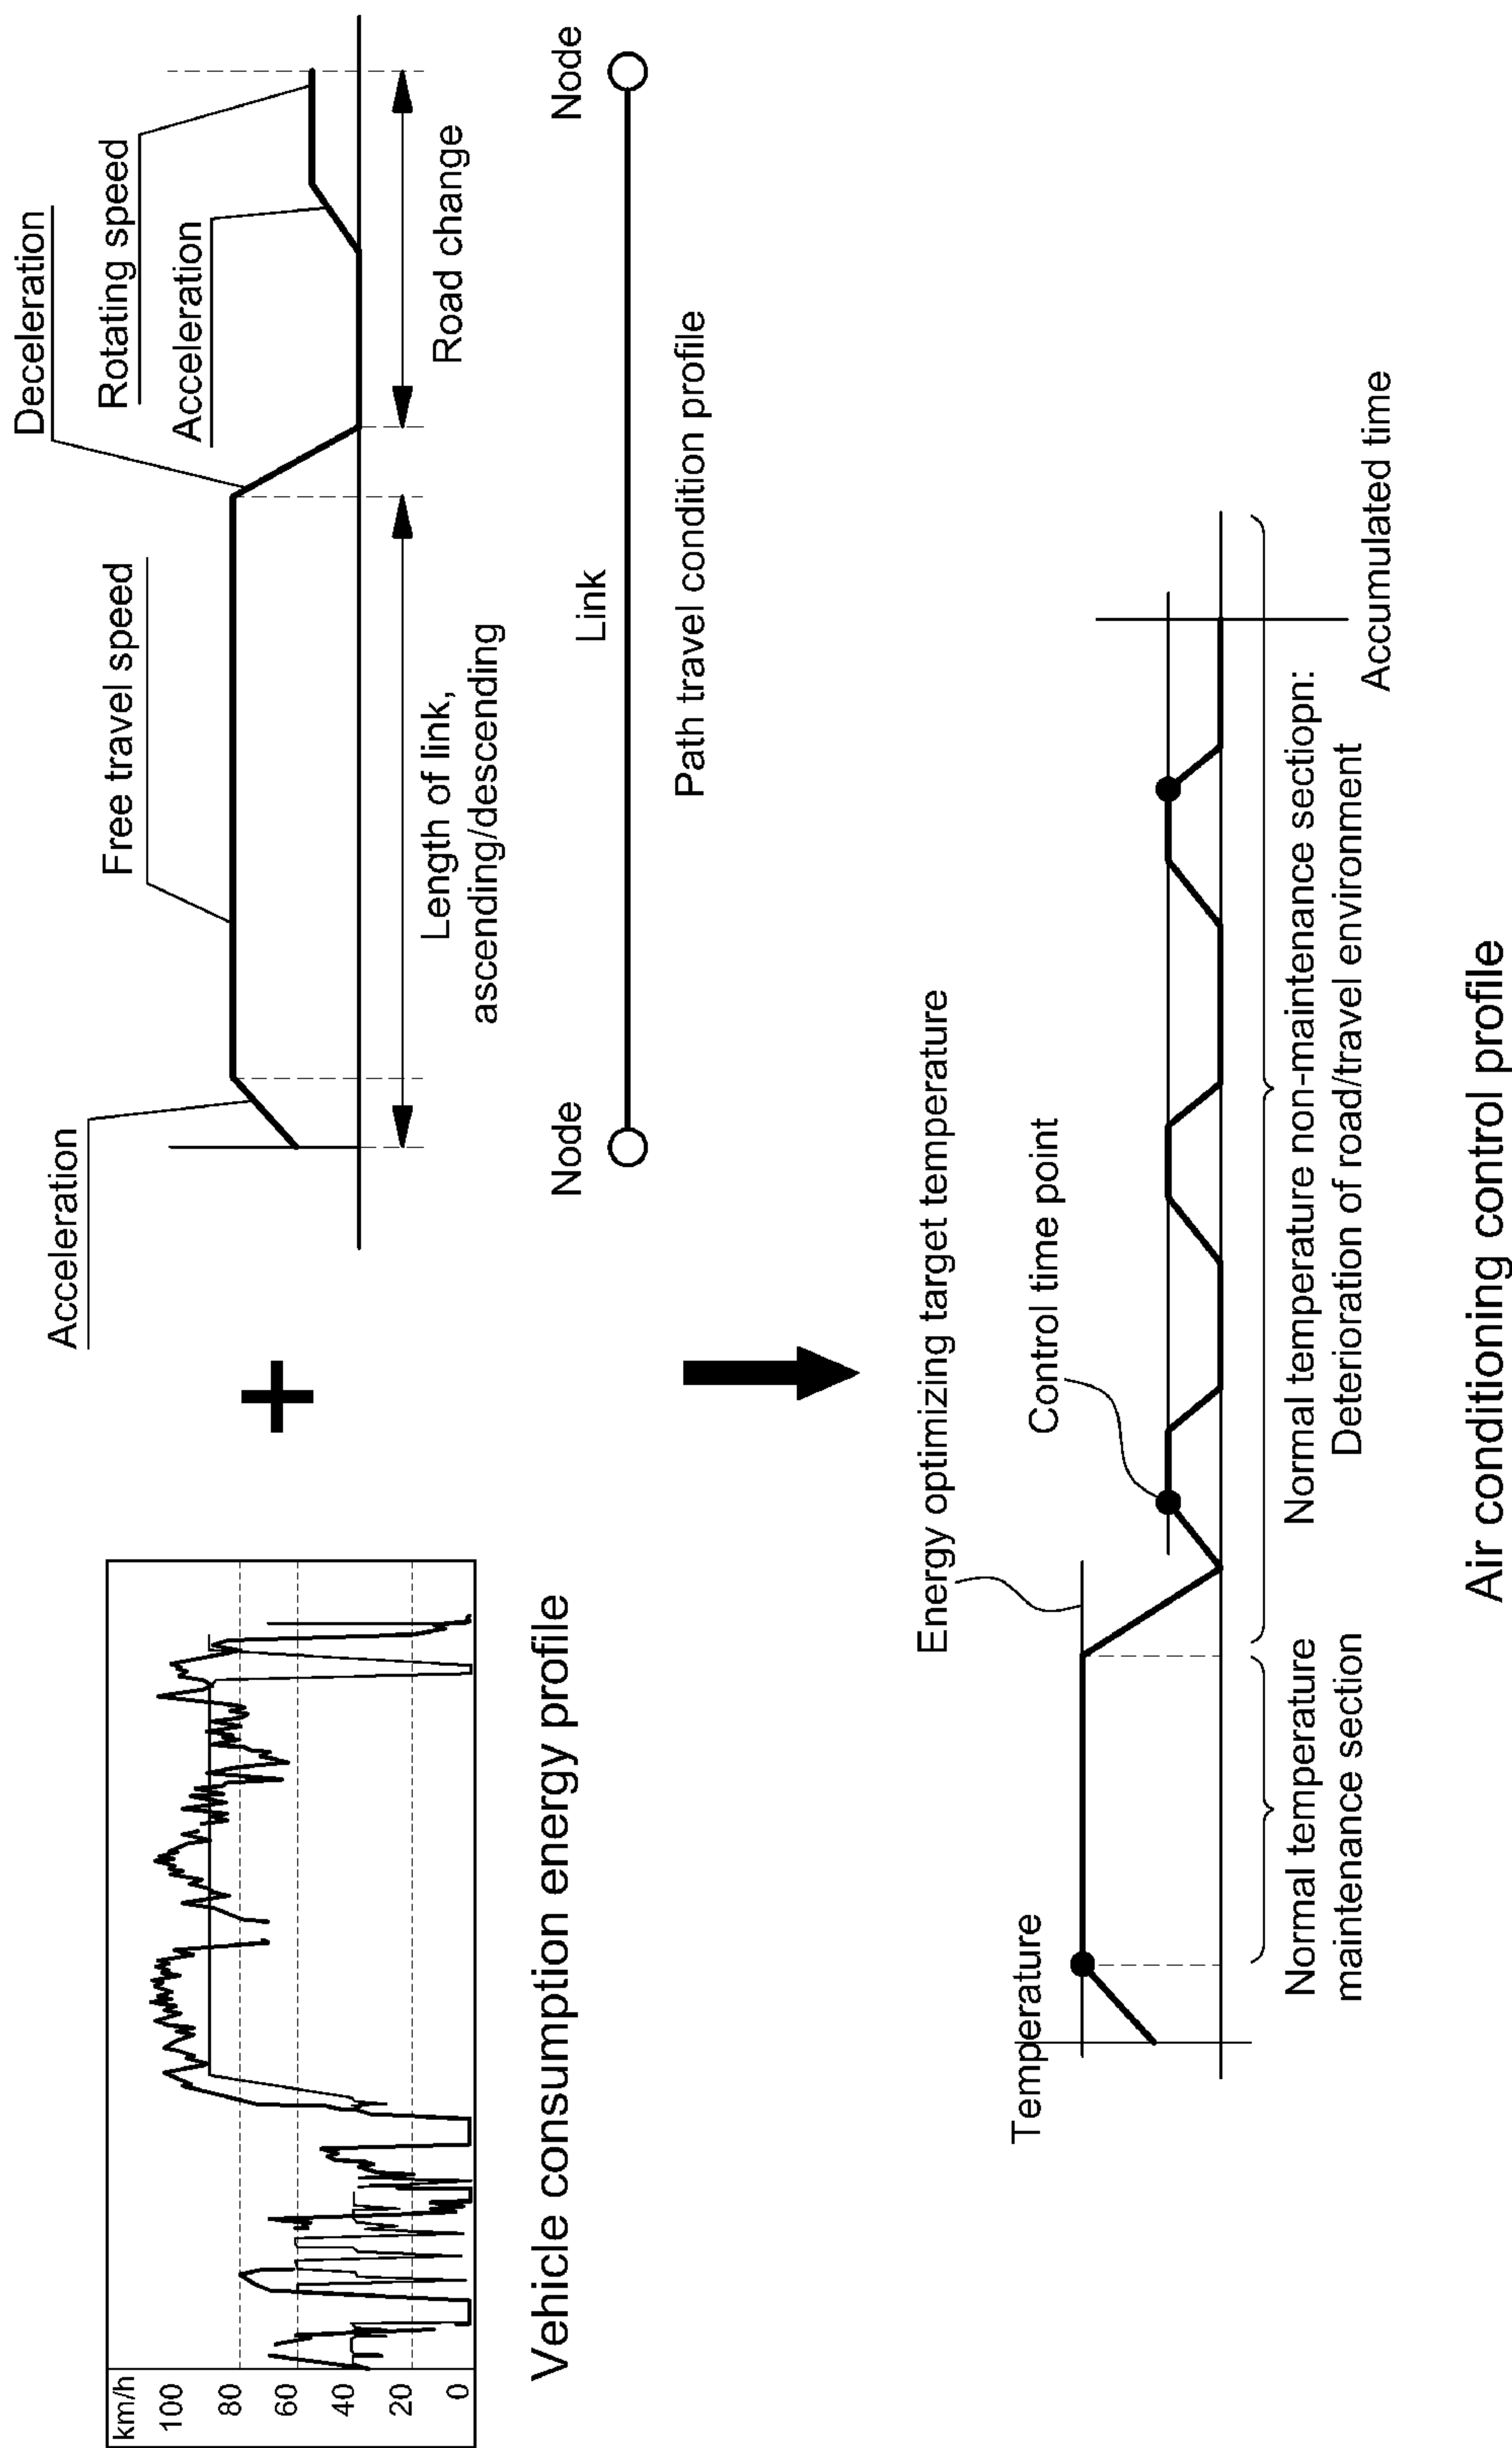 km/h
100
80
60
40
20
0
Vehicle consumption energy profile
+
Acceleration
Free travel speed
Deceleration
Rotating speed
Acceleration
Length of link,
ascending/descending
Road change
Node
Link
Node
Path travel condition profile
Temperature
Energy optimizing target temperature
Control time point
Normal temperature
maintenance section
Normal temperature non-maintenance sectiopn:
Deterioration of road/travel environment
Accumulated time
Air conditioning control profile